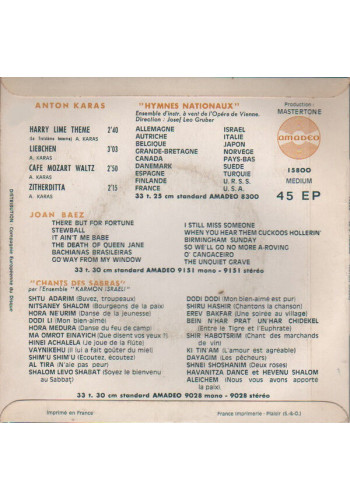 ANTON KARAS
HARRY LIME THEME 2'40
du Troisième homme) A. KARAS
LIEBCHEN 3'03
A. KARAS
CAFE MOZART WALTZ 2'50
A. KARAS
ZITHERDITTA 2'15
A. KARAS
"HYMNES NATIONAUX"
Ensemble d'instr. à vent de l'Opéra de Vienne.
Direction : Josef Leo Gruber
ALLEMAGNE ISRAEL
AUTRICHE ITALIE
BELGIQUE JAPON
GRANDE-BRETAGNE NORVEGE
CANADA PAYS-BAS
DANEMARK SUEDE
ESPAGNE TURQUIE
FINLANDE U. R. S. S.
FRANCE U. S. A.
33 t. 25 cm standard AMADEO 8300
Production :
MASTERTONE
amadeo
15800
MEDIUM
45 EP
DISTRIBUTION : Compagnie Européenne du Disque
JOAN BAEZ
THERE BUT FOR FORTUNE
STEWBALL
IT AIN'T ME BABE
THE DEATH OF QUEEN JANE
BACHIANAS BRASILEIRAS
GO WAY FROM MY WINDOW
I STILL MISS SOMEONE
WHEN YOU HEAR THEM CUCKOOS HOLLERIN'
BIRMINGHAM SUNDAY
SO WE'LL GO NO MORE A-ROVING
O' CANGACEIRO
THE UNQUIET GRAVE
33 t. 30 cm standard AMADEO 9151 mono - 9151 stéréo
"CHANTS DES SABRAS"
par l'Ensemble "KARMON (ISRAEL)"
SHTU ADARIM (Buvez, troupeaux)
NITSANEY SHALOM (Bourgeons de la paix)
HORA NE'URIM (Danse de la jeunesse)
DODI LI (Mon bien-aimé)
HORA MEDURA (Danse du feu de camp)
MA OMROT EINAYICH (Que disent vos yeux ?)
HINEI ACHALELA (Je joue de la flûte)
VAYNIKEHU (Il lui a fait goûter du miel)
SHIM'U SHIM'U (Ecoutez, écoutez)
AL TIRA (N'aie pas peur)
SHALOM LEVO SHABAT (Soyez le bienvenu
au Sabbat)
DODI DODI (Mon bien-aimé est pur)
SHIRU HASHIR (Chantez la chanson)
EREV BAKFAR (Une soirée au village)
BEIN N'HAR PRAT UN'HAR CHIDEKEL
(Entre le Tigre et l'Euphrate)
SHIR HABOTSRIM (Chant des marchands
de vin)
KI TIN'AM (L'amour est agréable)
DAYAGIM (Les pêcheurs)
SHNEI SHOSHANIM (Deux roses)
HAVANITZA DANCE et HEVENU SHALOM
ALEICHEM (Nous vous avons apporté
la paix).
33 t. 30 cm standard AMADEO 9028 mono - 9028 stéréo
Imprimé en France
France Imprimerie - Plaisir (S.-&-O.)